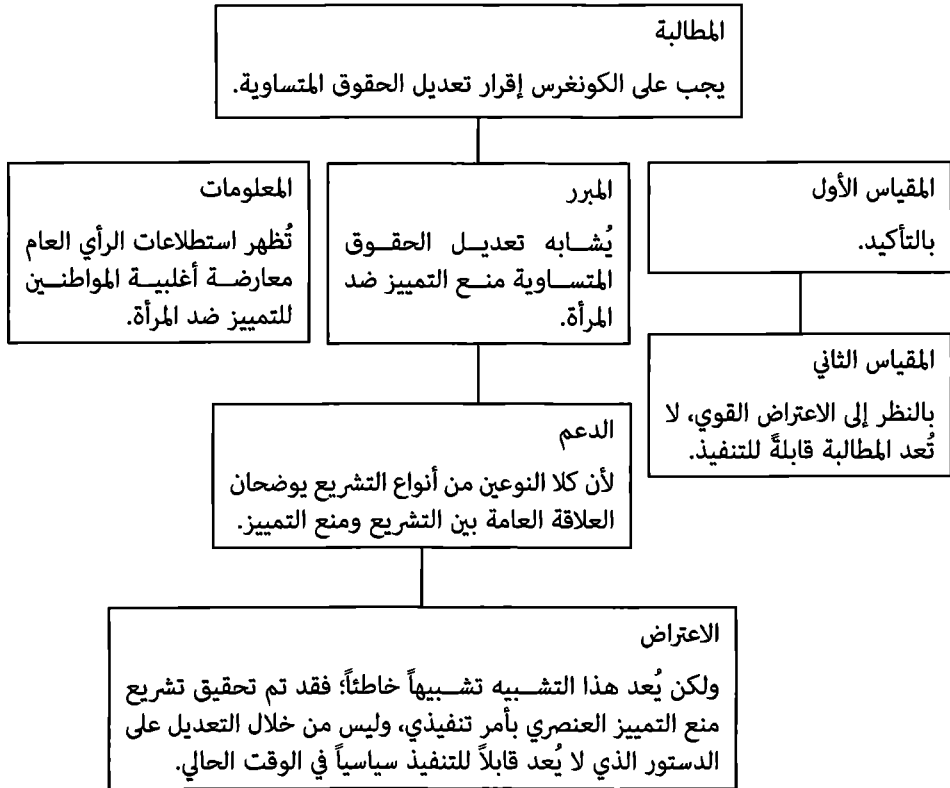 المطالبة
يجب على الكونغرس إقرار تعديل الحقوق المتساوية.
المقياس الأول
بالتأكيد.
المبرر
يُشابه تعديل الحقوق
المتساوية منع التمييز ضد
المرأة.
المعلومات
تُظهر استطلاعات الرأي العام
معارضة أغلبية المواطنين
للتمييز ضد المرأة.
المقياس الثاني
بالنظر إلى الاعتراض القوي، لا
تُعد المطالبة قابلةً للتنفيذ.
الدعم
لأن كلا النوعين من أنواع التشريع يوضحان
العلاقة العامة بين التشريع ومنع التمييز.
الاعتراض
ولكن يُعد هذا التشبيه تشبيهاً خاطئاً؛ فقد تم تحقيق تشريع
منع التمييز العنصري بأمر تنفيذي، وليس من خلال التعديل على
الدستور الذي لا يُعد قابلاً للتنفيذ سياسياً في الوقت الحالي.